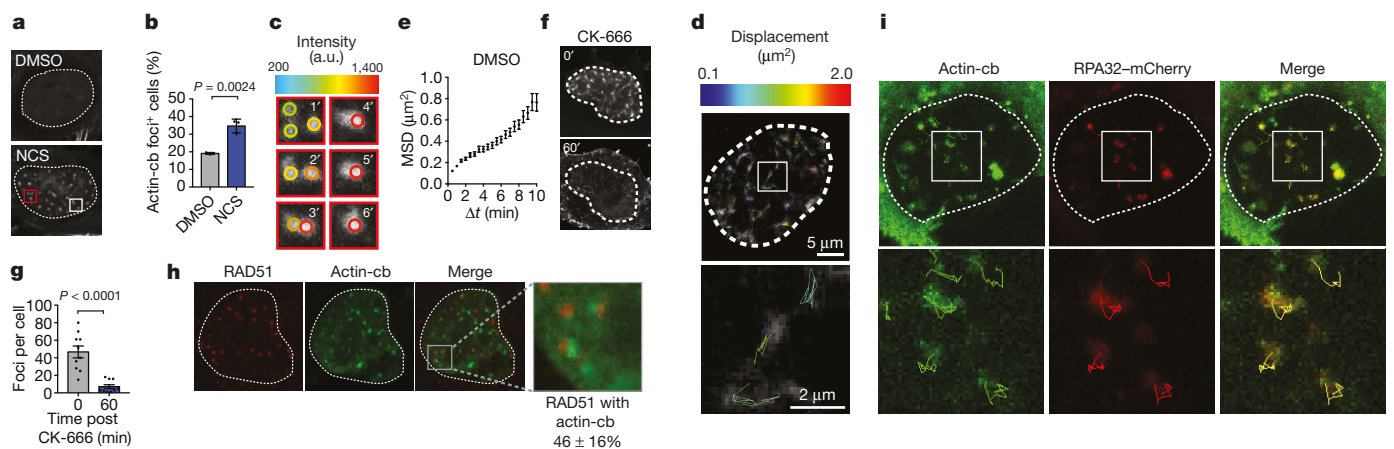 a
DMSO
NCS
b
Actin-cb foci+ cells (%)
P = 0.0024
50
40
30
20
10
0
DMSO
NCS
c
Intensity
(a.u.)
200
1,400
1′
4′
2′
5′
3′
6′
e
DMSO
MSD (μm²)
1.0
0.8
0.6
0.4
0.2
0
0 2 4 6 8 10
Δt (min)
f
CK-666
0′
60′
d
Displacement
(μm²)
0.1
2.0
5 μm
2 μm
i
Actin-cb
RPA32–mCherry
Merge
g
P < 0.0001
Foci per cell
100
80
60
40
20
0
0
60
Time post
CK-666 (min)
h
RAD51
Actin-cb
Merge
RAD51 with
actin-cb
46 ± 16%